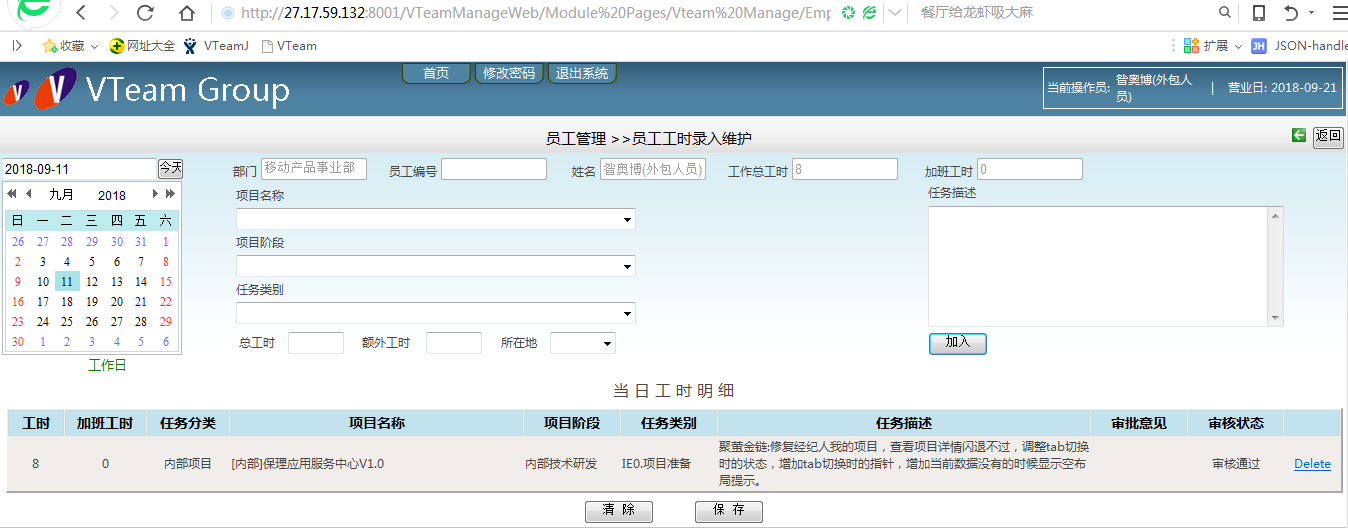 http://27.17.59.132:8001/VTeamManageWeb/Module%20Pages/Vteam%20Manage/Emp
餐厅给龙虾吸大麻
收藏 网址大全 VTeamJ VTeam
扩展 JH JSON-handle
VTeam Group
首页 修改密码 退出系统
当前操作员: 昝奥博(外包人
员)
| 营业日: 2018-09-21
员工管理 >>员工工时录入维护
返回
2018-09-11 今天
部门 移动产品事业部 员工编号 姓名 昝奥博(外包人员) 工作总工时 8 加班工时 0
九月 2018
日 一 二 三 四 五 六
26 27 28 29 30 31 1
2 3 4 5 6 7 8
9 10 11 12 13 14 15
16 17 18 19 20 21 22
23 24 25 26 27 28 29
30 1 2 3 4 5 6
工作日
项目名称
项目阶段
任务类别
总工时 额外工时 所在地
任务描述
加入
当日工时明细
工时 加班工时 任务分类 项目名称 项目阶段 任务类别 任务描述 审批意见 审核状态
8 0 内部项目 [内部]保理应用服务中心V1.0 内部技术研发 IE0.项目准备
聚萤金链:修复经纪人我的项目，查看项目详情闪退不过，调整tab切换
时的状态，增加tab切换时的指针，增加当前数据没有的时候显示空布
局提示。
审核通过 Delete
清 除 保 存